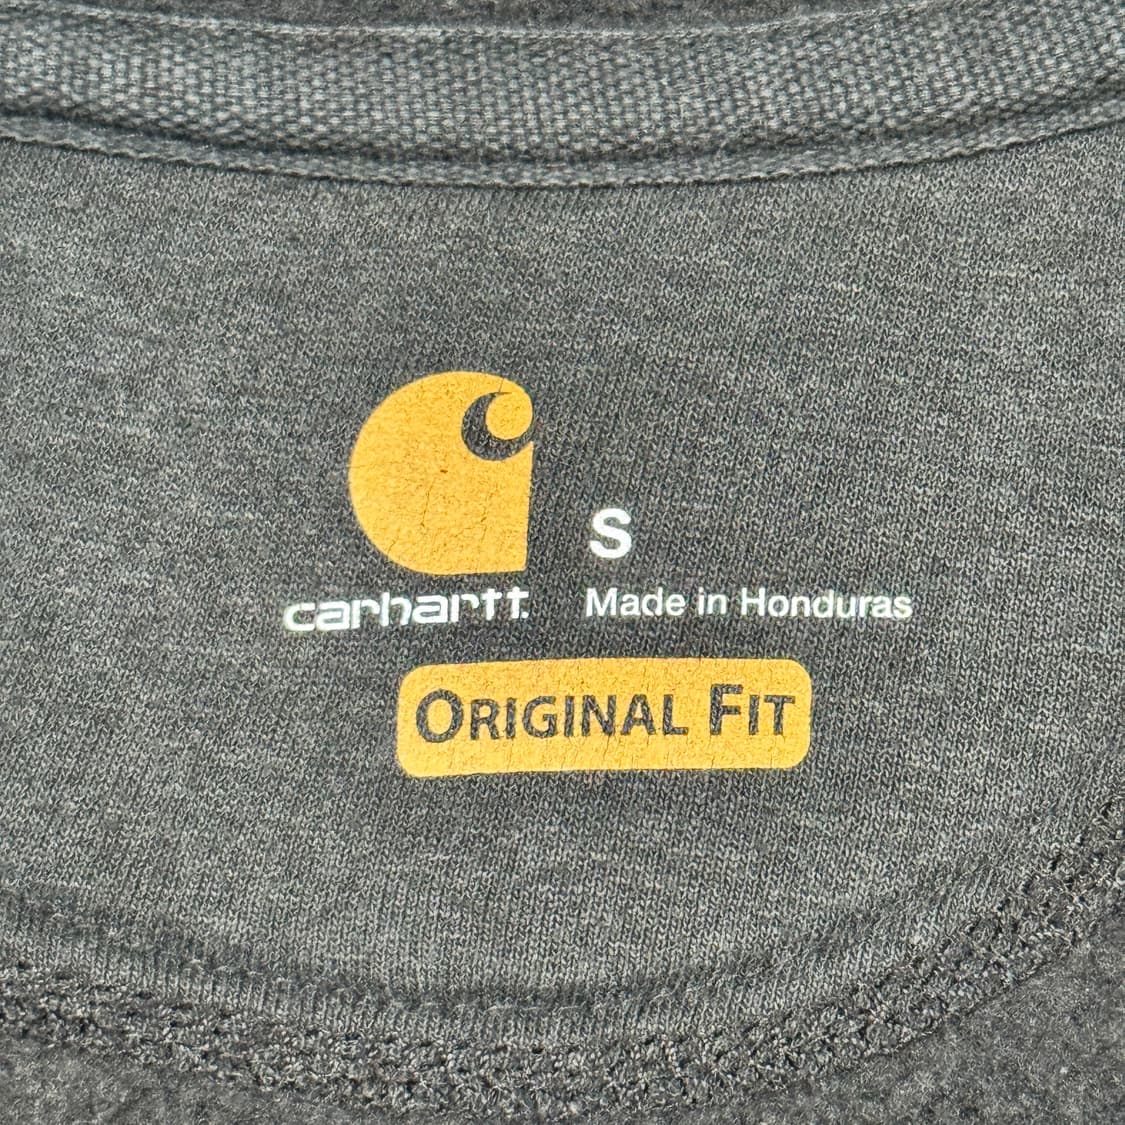 S
carhartt.
Made in Honduras
ORIGINAL FIT